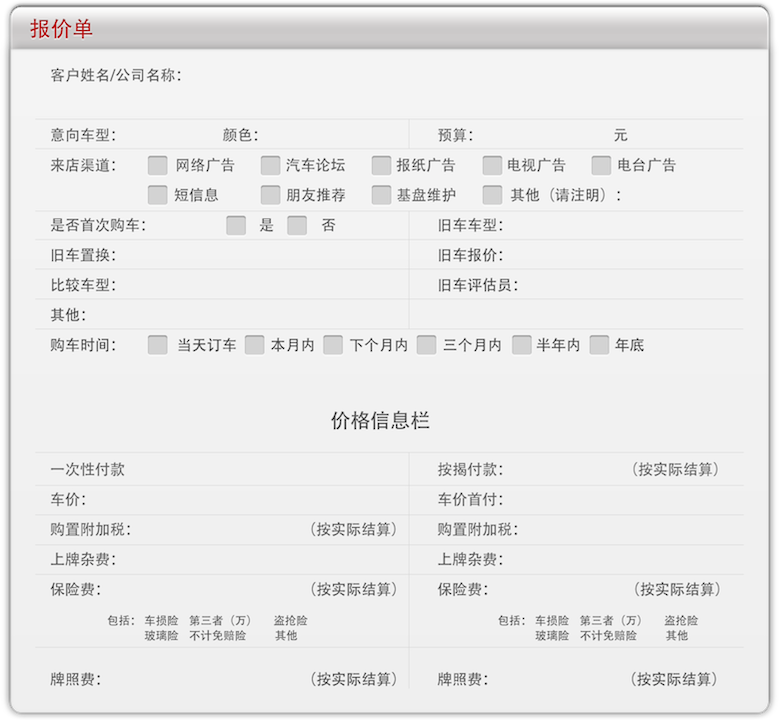 报价单
客户姓名/公司名称：
意向车型： 颜色： 预算： 元
来店渠道： 网络广告 汽车论坛 报纸广告 电视广告 电台广告
短信息 朋友推荐 基盘维护 其他（请注明）：
是否首次购车： 是 否 旧车车型：
旧车置换： 旧车报价：
比较车型： 旧车评估员：
其他：
购车时间： 当天订车 本月内 下个月内 三个月内 半年内 年底
价格信息栏
一次性付款 按揭付款： （按实际结算）
车价： 车价首付：
购置附加税： （按实际结算） 购置附加税：
上牌杂费： 上牌杂费：
保险费： （按实际结算） 保险费： （按实际结算）
包括： 车损险 第三者（万） 盗抢险 包括： 车损险 第三者（万） 盗抢险
玻璃险 不计免赔险 其他 玻璃险 不计免赔险 其他
牌照费： （按实际结算） 牌照费： （按实际结算）